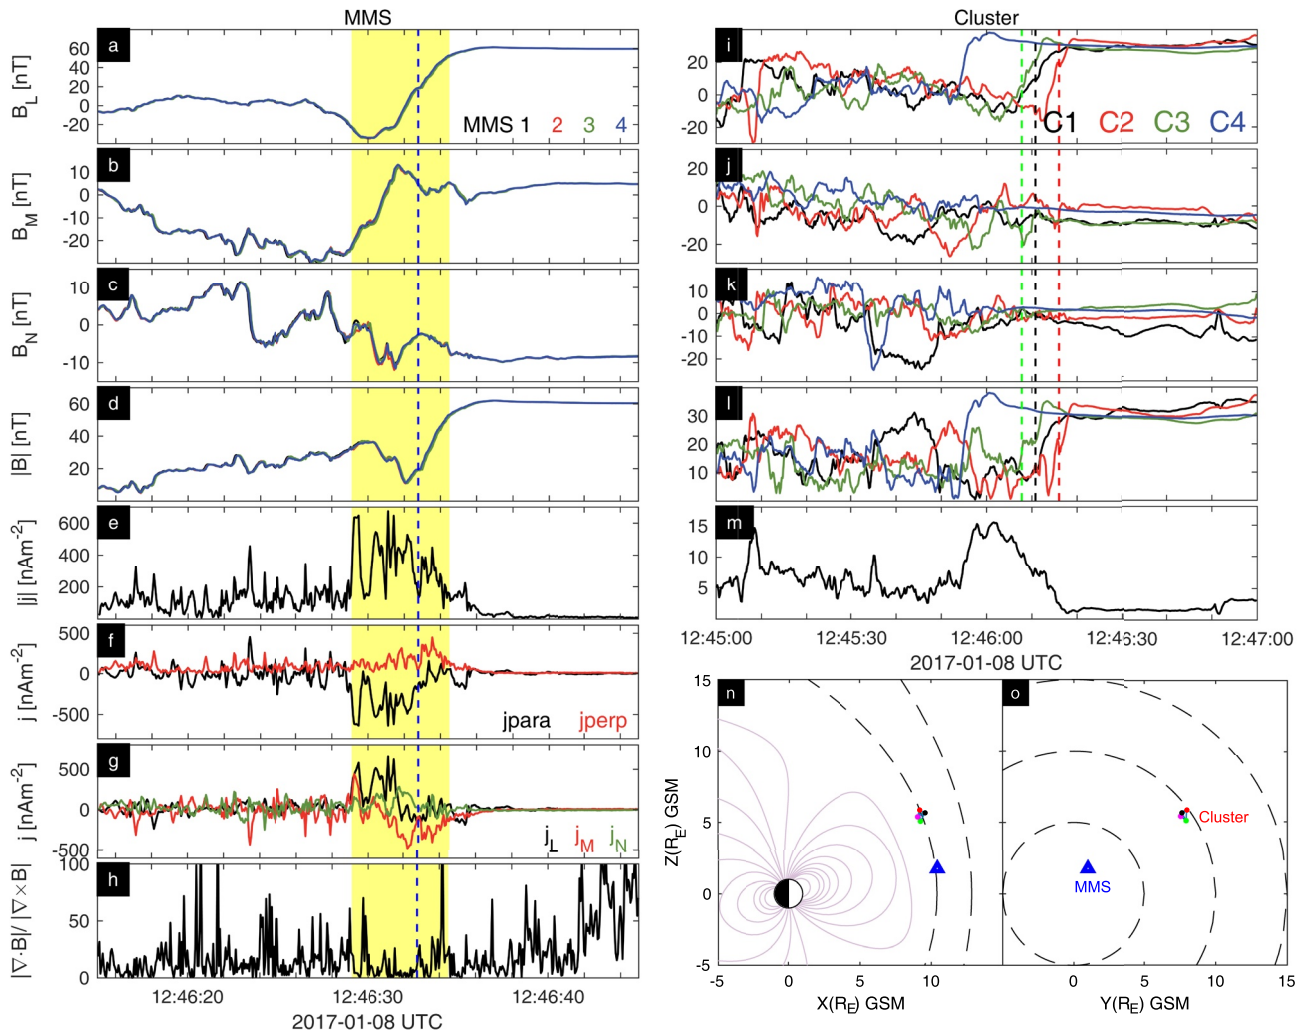 MMS
a
B_L [nT]
60
40
20
0
-20
MMS 1 2 3 4
b
B_M [nT]
10
0
-10
-20
c
B_N [nT]
10
0
-10
d
|B| [nT]
60
40
20
e
|j| [nAm⁻²]
600
400
200
f
j [nAm⁻²]
500
0
-500
jpara jperp
g
j [nAm⁻²]
500
0
-500
j_L j_M j_N
h
|∇·B|/ |∇×B|
100
50
0
12:46:20 12:46:30 12:46:40
2017-01-08 UTC
Cluster
i
20
0
-20
C1 C2 C3 C4
j
20
0
-20
k
10
0
-10
-20
l
30
20
10
m
15
10
5
12:45:00 12:45:30 12:46:00 12:45:30 12:47:00
2017-01-08 UTC
n
Z(R_E) GSM
15
10
5
0
-5
-5 0 5 10
X(R_E) GSM
o
Cluster
MMS
-5 0 5 10 15
Y(R_E) GSM